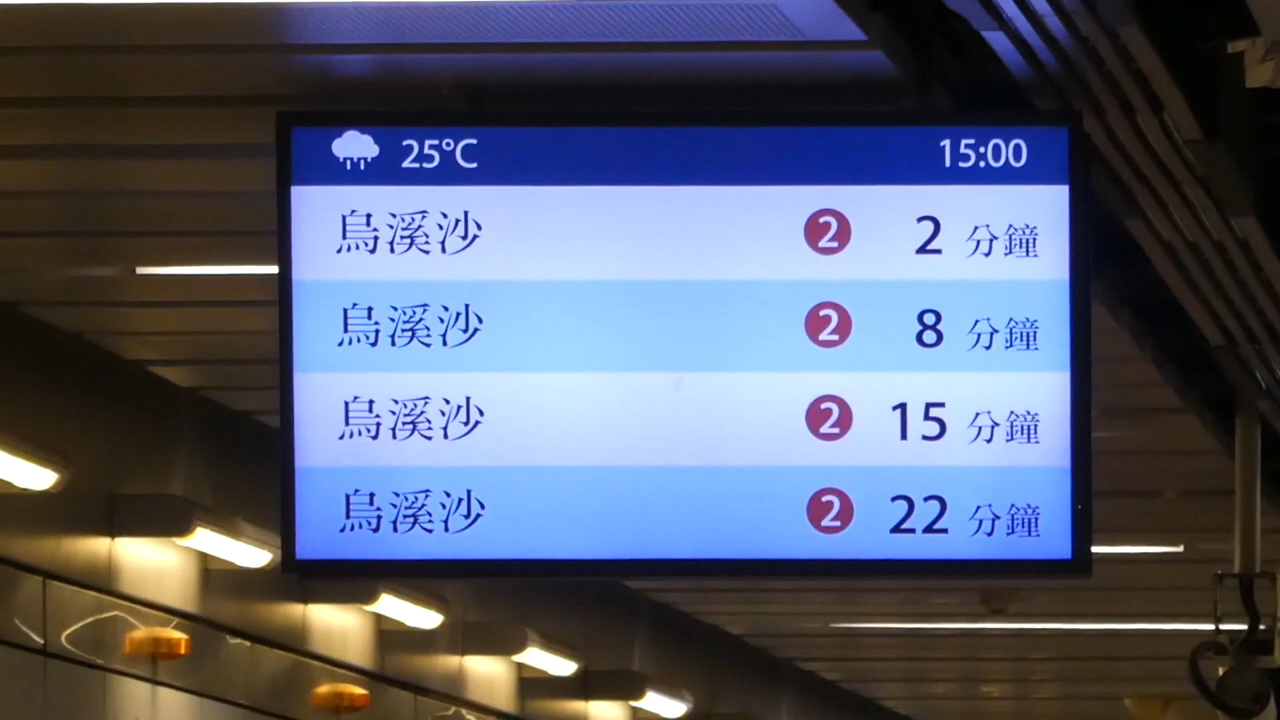 25°C 15:00
烏溪沙 2 2 分鐘
烏溪沙 2 8 分鐘
烏溪沙 2 15 分鐘
烏溪沙 2 22 分鐘